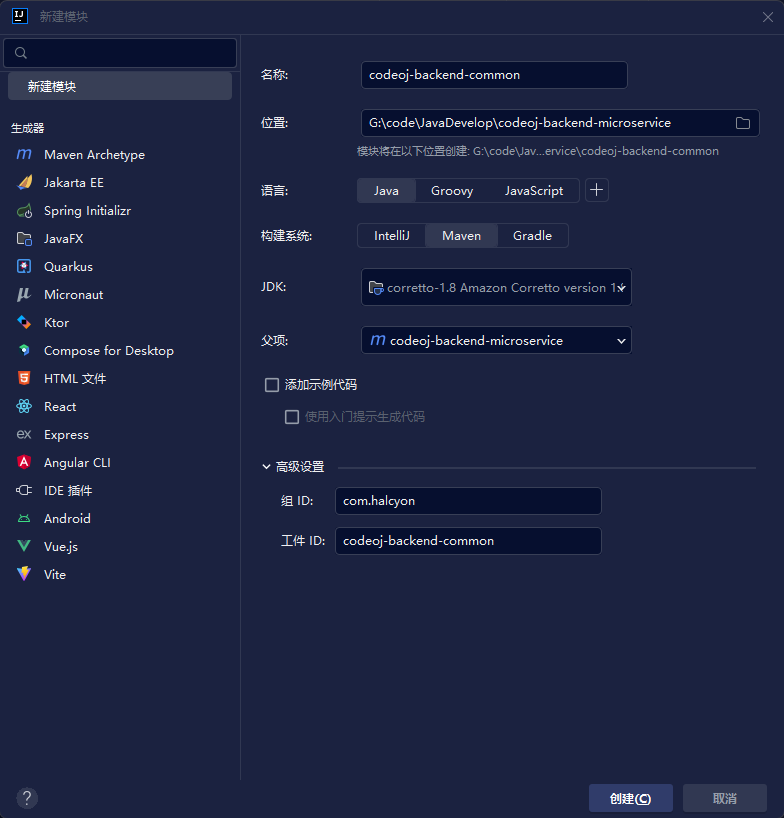 新建模块
新建模块
生成器
Maven Archetype
Jakarta EE
Spring Initializr
JavaFX
Quarkus
Micronaut
Ktor
Compose for Desktop
HTML 文件
React
Express
Angular CLI
IDE 插件
Android
Vue.js
Vite
名称: codeoj-backend-common
位置: G:\code\JavaDevelop\codeoj-backend-microservice
模块将在以下位置创建: G:\code\Jav...ervice\codeoj-backend-common
语言: Java Groovy JavaScript
构建系统: IntelliJ Maven Gradle
JDK: corretto-1.8 Amazon Corretto version
父项: codeoj-backend-microservice
添加示例代码
使用入门提示生成代码
高级设置
组 ID: com.halcyon
工件 ID: codeoj-backend-common
? 创建(C) 取消